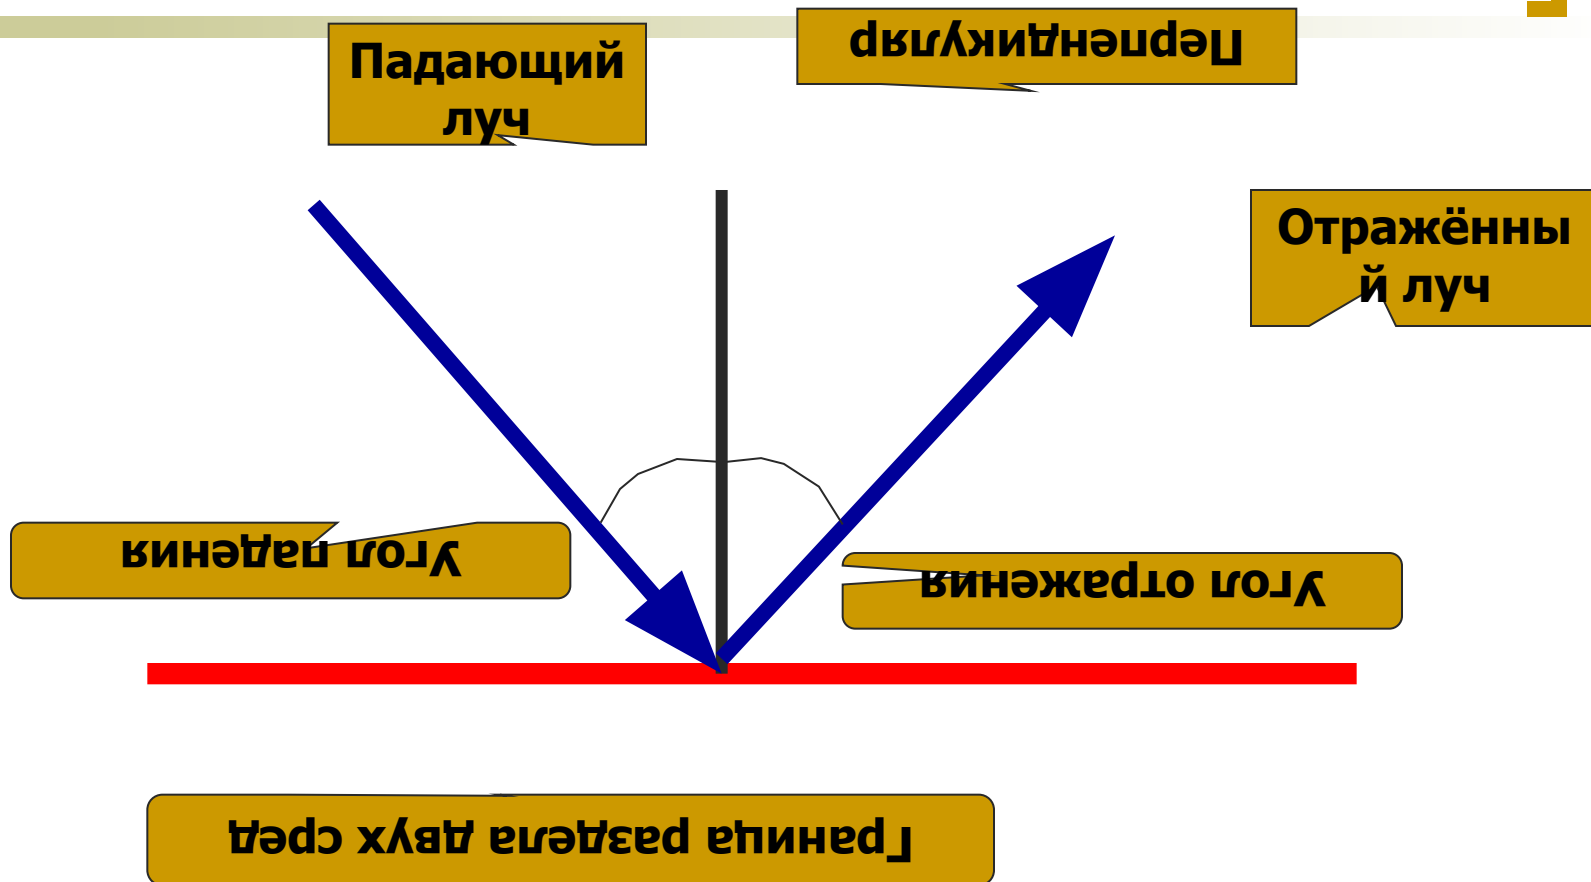 Падающий
луч
Перпендикуляр
Отражённы
й луч
Угол падения
Угол отражения
Граница раздела двух сред